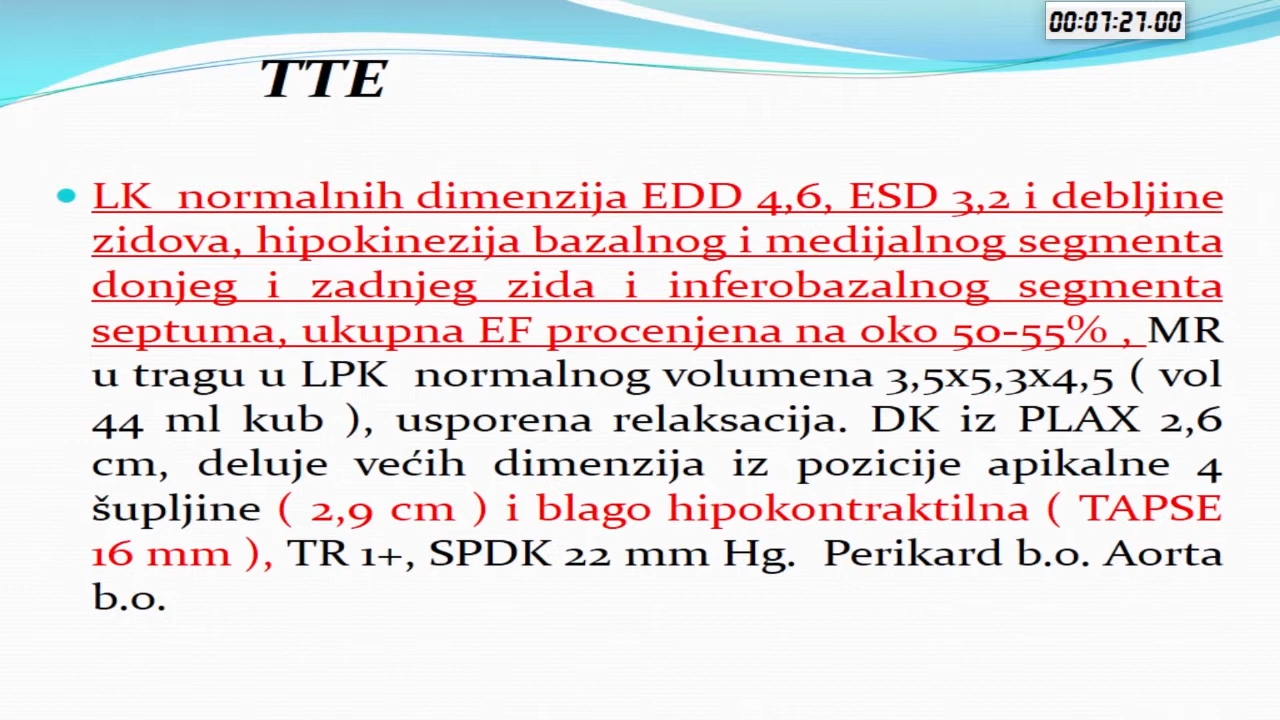 00:07:27.00
TTE
LK normalnih dimenzija EDD 4,6, ESD 3,2 i debljine
zidova, hipokinezija bazalnog i medijalnog segmenta
donjeg i zadnjeg zida i inferobazalnog segmenta
septuma, ukupna EF procenjena na oko 50-55% , MR
u tragu u LPK normalnog volumena 3,5x5,3x4,5 ( vol
44 ml kub ), usporena relaksacija. DK iz PLAX 2,6
cm, deluje većih dimenzija iz pozicije apikalne 4
šupljine ( 2,9 cm ) i blago hipokontraktilna ( TAPSE
16 mm ), TR 1+, SPDK 22 mm Hg. Perikard b.o. Aorta
b.o.